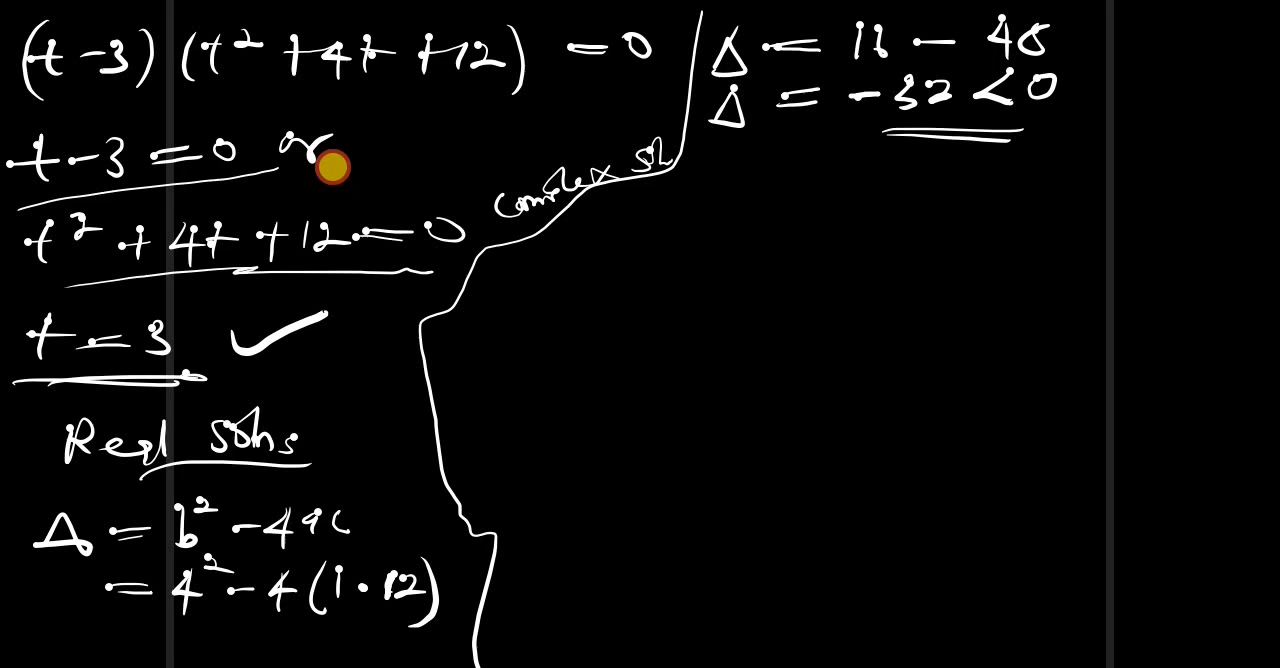 (t - 3) (t² + 4t + 12) = 0
t - 3 = 0 or
t² + 4t + 12 = 0
t = 3 ✓
Real solns
Δ = b² - 4ac
= 4² - 4(1 · 12)
complex soln
Δ = 16 - 48
Δ = -32 < 0